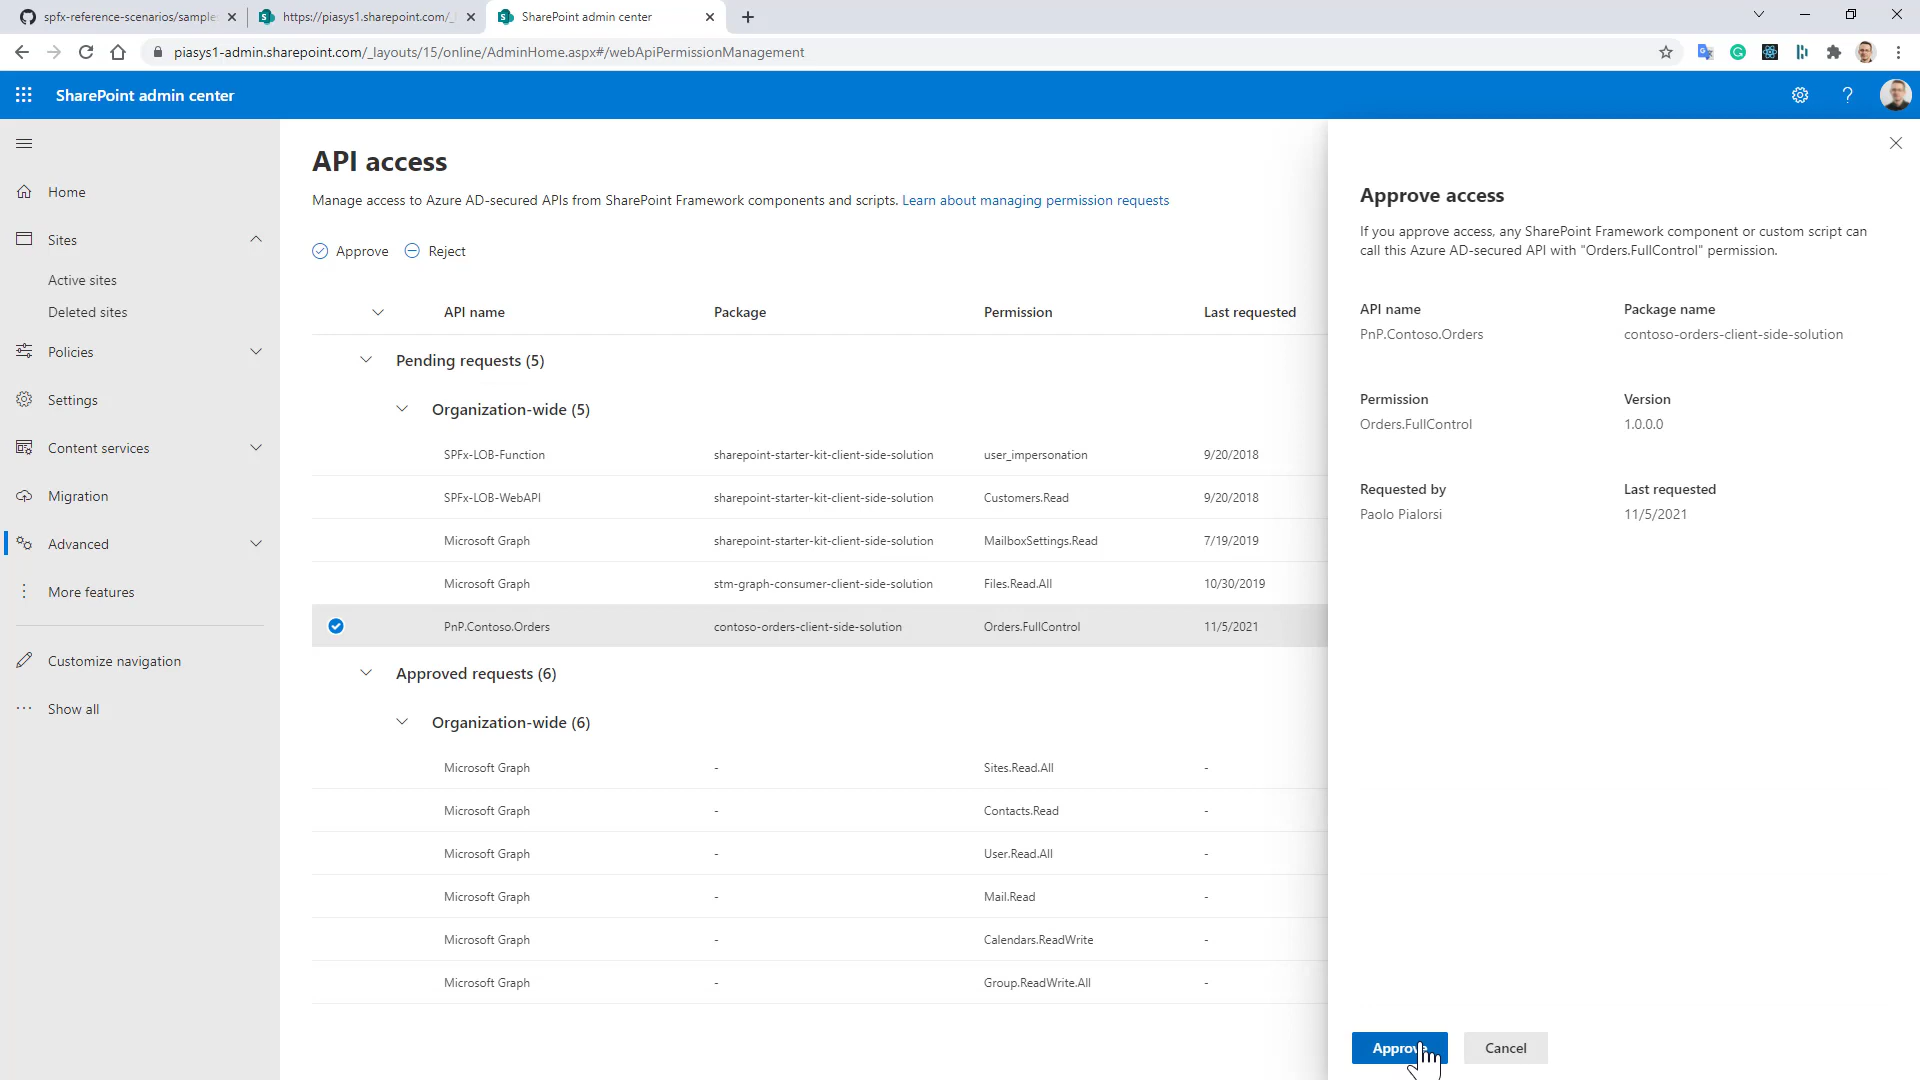 spfx-reference-scenarios/sample
https://piasys1.sharepoint.com/_
SharePoint admin center
piasys1-admin.sharepoint.com/_layouts/15/online/AdminHome.aspx#/webApiPermissionManagement
SharePoint admin center
Home
Sites
Active sites
Deleted sites
Policies
Settings
Content services
Migration
Advanced
More features
Customize navigation
Show all
API access
Manage access to Azure AD-secured APIs from SharePoint Framework components and scripts. Learn about managing permission requests
Approve Reject
API name Package Permission Last requested
Pending requests (5)
Organization-wide (5)
SPFx-LOB-Function sharepoint-starter-kit-client-side-solution user_impersonation 9/20/2018
SPFx-LOB-WebAPI sharepoint-starter-kit-client-side-solution Customers.Read 9/20/2018
Microsoft Graph sharepoint-starter-kit-client-side-solution MailboxSettings.Read 7/19/2019
Microsoft Graph stm-graph-consumer-client-side-solution Files.Read.All 10/30/2019
PnP.Contoso.Orders contoso-orders-client-side-solution Orders.FullControl 11/5/2021
Approved requests (6)
Organization-wide (6)
Microsoft Graph - Sites.Read.All -
Microsoft Graph - Contacts.Read -
Microsoft Graph - User.Read.All -
Microsoft Graph - Mail.Read -
Microsoft Graph - Calendars.ReadWrite -
Microsoft Graph - Group.ReadWrite.All -
Approve access
If you approve access, any SharePoint Framework component or custom script can
call this Azure AD-secured API with "Orders.FullControl" permission.
API name Package name
PnP.Contoso.Orders contoso-orders-client-side-solution
Permission Version
Orders.FullControl 1.0.0.0
Requested by Last requested
Paolo Pialorsi 11/5/2021
Approve Cancel